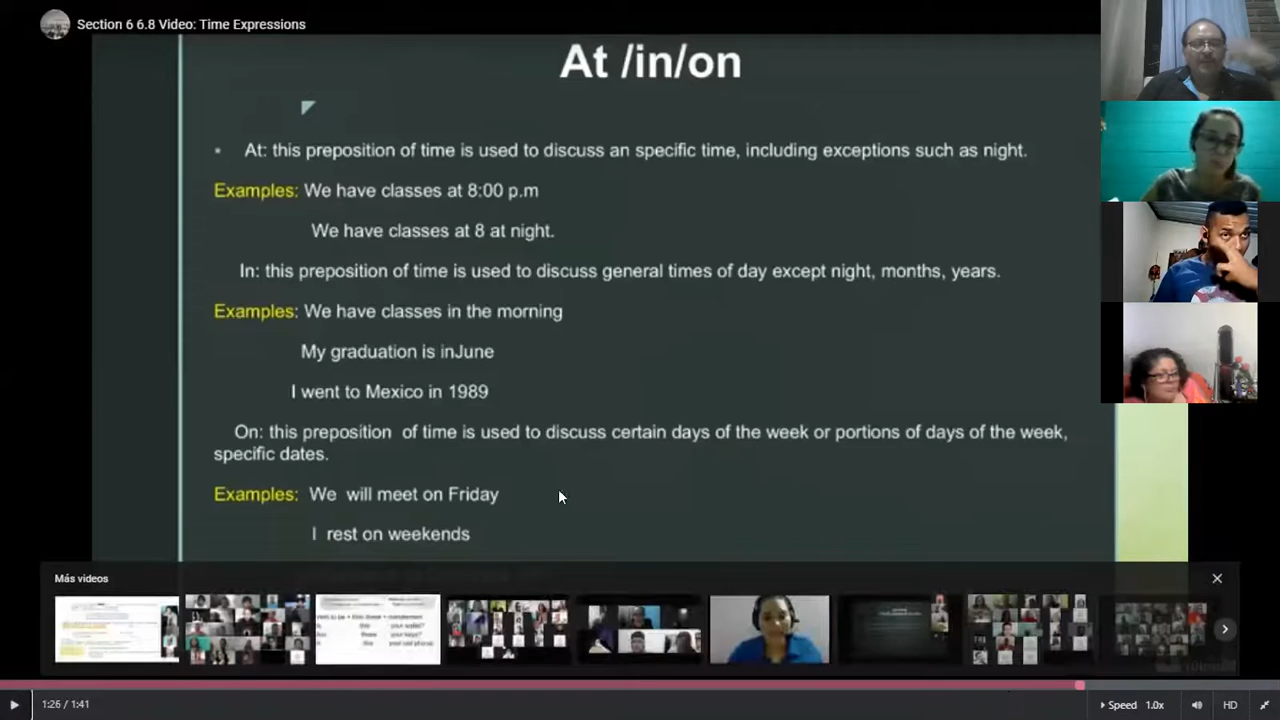 Section 6 6.8 Video: Time Expressions
At /in/on
At: this preposition of time is used to discuss an specific time, including exceptions such as night.
Examples: We have classes at 8:00 p.m
We have classes at 8 at night.
In: this preposition of time is used to discuss general times of day except night, months, years.
Examples: We have classes in the morning
My graduation is inJune
I went to Mexico in 1989
On: this preposition of time is used to discuss certain days of the week or portions of days of the week,
specific dates.
Examples: We will meet on Friday
I rest on weekends
Más videos
1:26 / 1:41
Speed 1.0x
HD